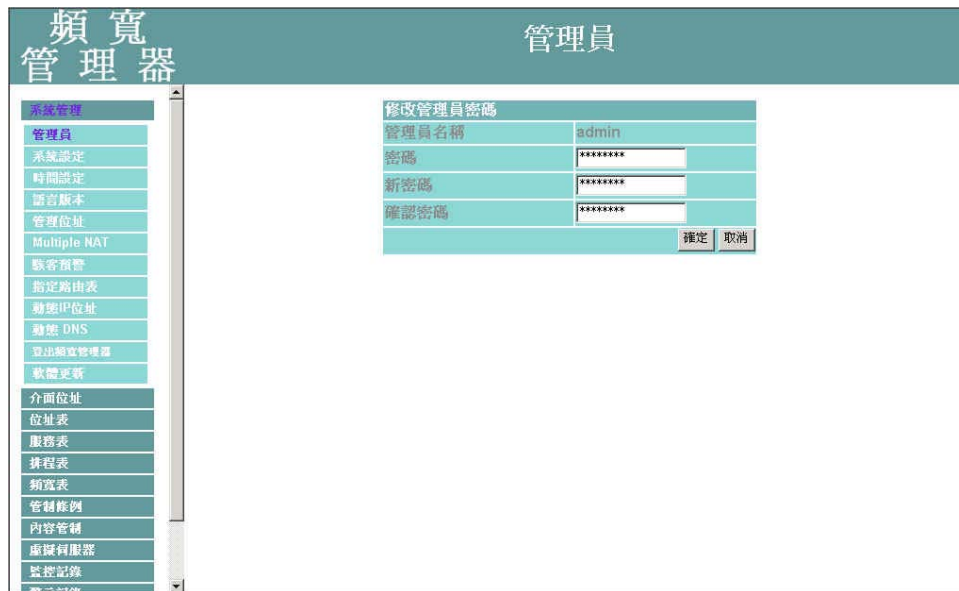 頻寬
管理器
管理員
系統管理
管理員
系統設定
時間設定
語言版本
管理位址
Multiple NAT
駭客預警
指定路由表
動態IP位址
動態 DNS
登出頻寬管理器
軟體更新
介面位址
位址表
服務表
排程表
頻寬表
管制條例
內容管制
虛擬伺服器
監控記錄
修改管理員密碼
管理員名稱 admin
密碼 ********
新密碼 ********
確認密碼 ********
確定 取消